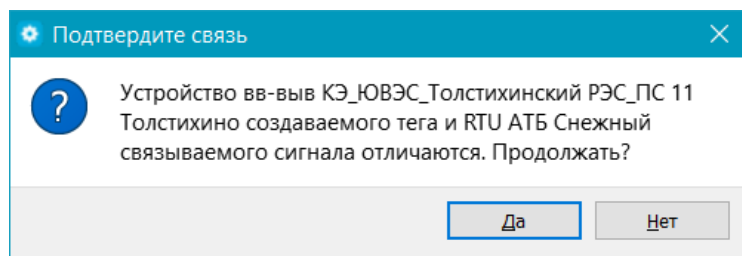 Подтвердите связь
Устройство вв-выв КЭ_ЮВЭС_Толстихинский РЭС_ПС 11
Толстихино создаваемого тега и RTU АТБ Снежный
связываемого сигнала отличаются. Продолжать?
Да
Нет